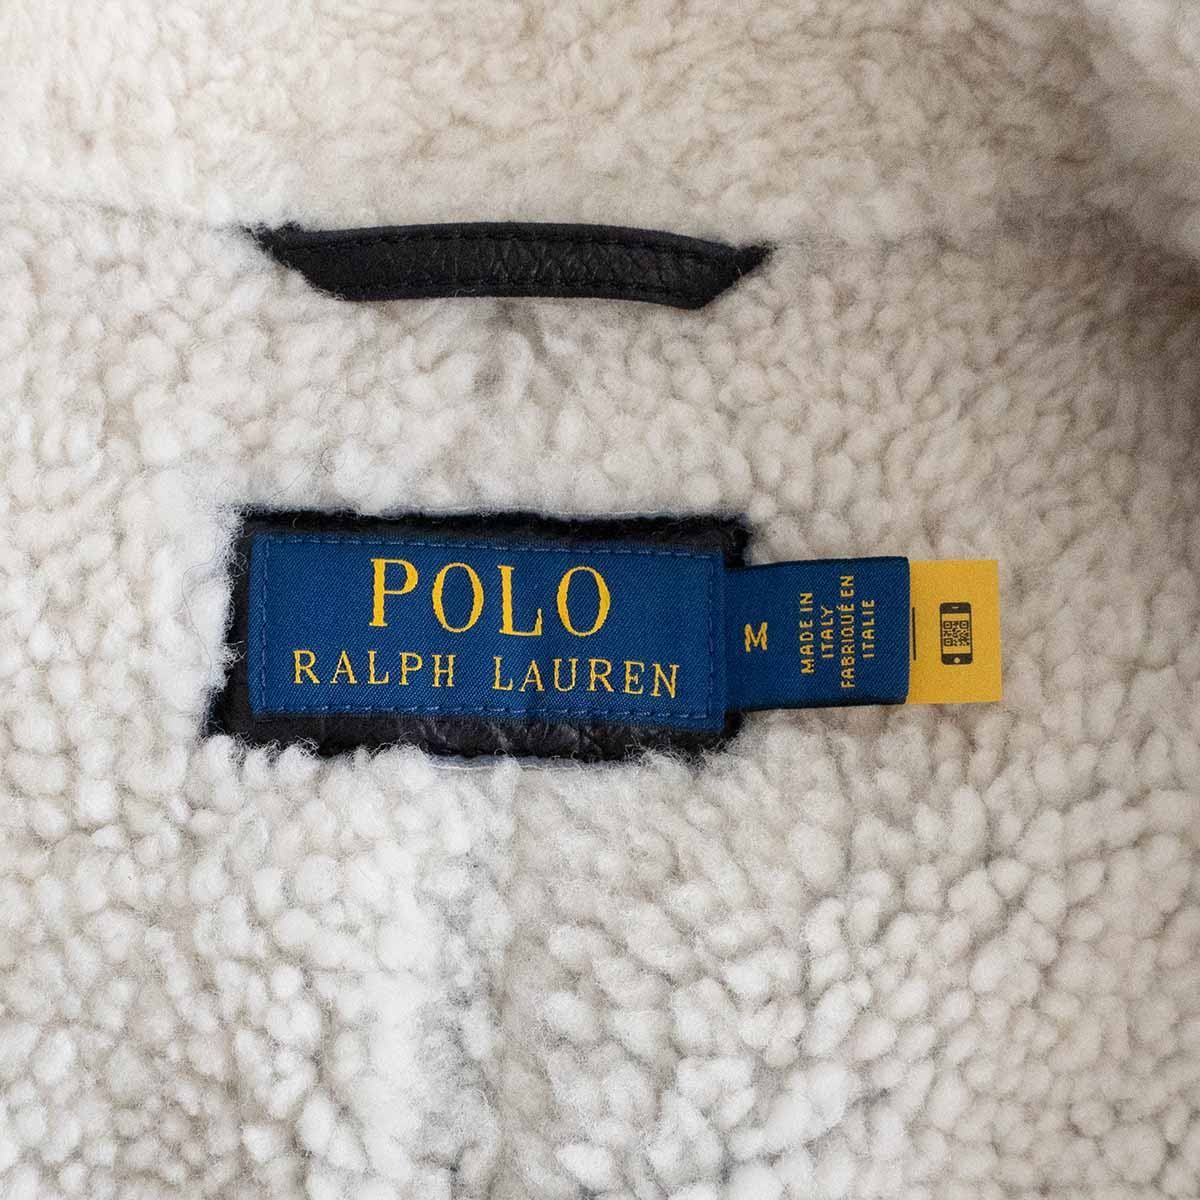 POLO
RALPH LAUREN
M
MADE IN
ITALY
FABRIQUÉ EN
ITALIE